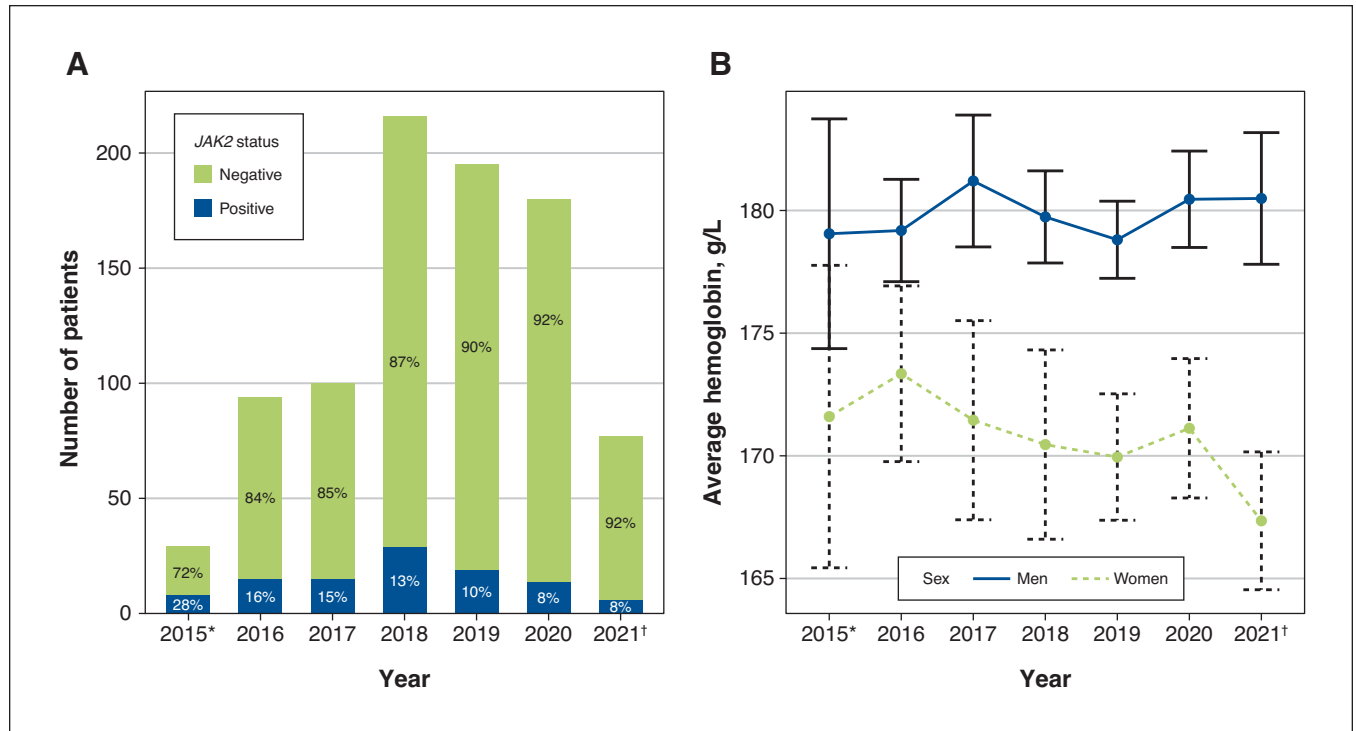 A
Number of patients
200
150
100
50
0
JAK2 status
Negative
Positive
72%
28%
84%
16%
85%
15%
87%
13%
90%
10%
92%
8%
92%
8%
2015* 2016 2017 2018 2019 2020 2021†
Year
B
Average hemoglobin, g/L
180
175
170
165
Sex Men Women
2015* 2016 2017 2018 2019 2020 2021†
Year